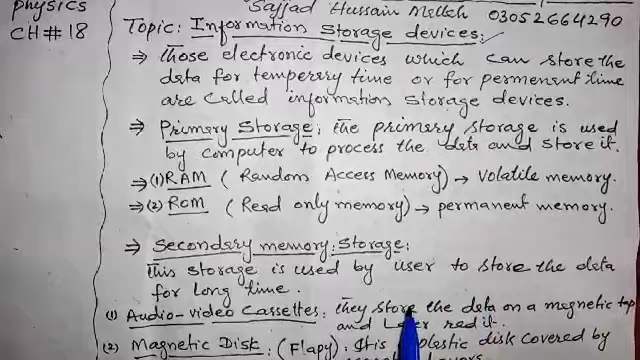 physics
CH # 18
Sajjad Hussain Mellah 03052664290
Topic: Information Storage devices:
⇒ Those electronic devices which can store the
data for temperery time or for permenent time
are called information storage devices.
⇒ Primary Storage: The primary storage is used
by computer to process the data and store it.
⇒ (1) RAM (Random Access Memory) → volatile memory.
⇒ (2) ROM (Read only memory) → permanent memory.
⇒ Secondary memory: Storage:
This storage is used by user to store the data
for long time.
(1) Audio-video Cassettes: They store the data on a magnetic tap
and red it.
(2) Magnetic Disk: (Flapy): It is plastic disk covered by